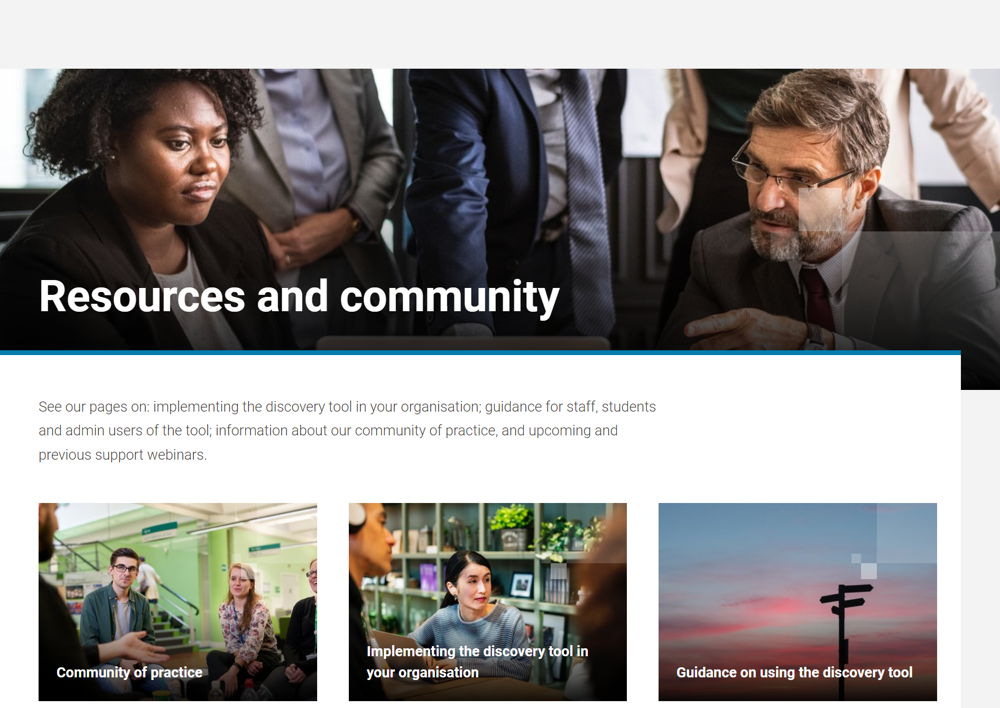 Resources and community
See our pages on: implementing the discovery tool in your organisation; guidance for staff, students
and admin users of the tool; information about our community of practice, and upcoming and
previous support webinars.
Community of practice
Implementing the discovery tool in
your organisation
Guidance on using the discovery tool